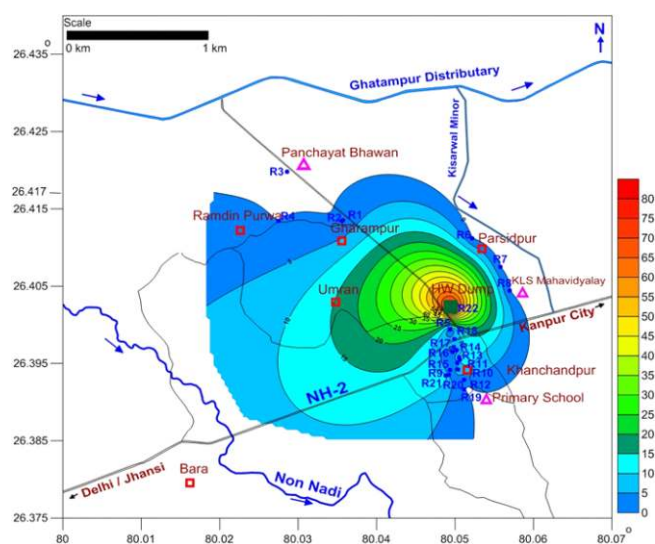 Scale
0 km 1 km
N
26.435
26.425
26.417
26.415
26.405
26.395
26.385
26.375
Ghatampur Distributary
Kisarwal Minor
Panchayat Bhawan
R3
Ramdin Purwa
R4
R2
R1
Gharampur
R6
Parsidpur
R7
R8
KLS Mahavidyalay
Umran
HW Dump
R22
Kanpur City
R5
R18
R17
R14
R16
R13
R15
R11
R9
R10
Khanchandpur
R21
R20
R12
R19
Primary School
NH-2
Bara
Delhi / Jhansi
Non Nadi
80 80.01 80.02 80.03 80.04 80.05 80.06 80.07
o
o
80
75
70
65
60
55
50
45
40
35
30
25
20
15
10
5
0